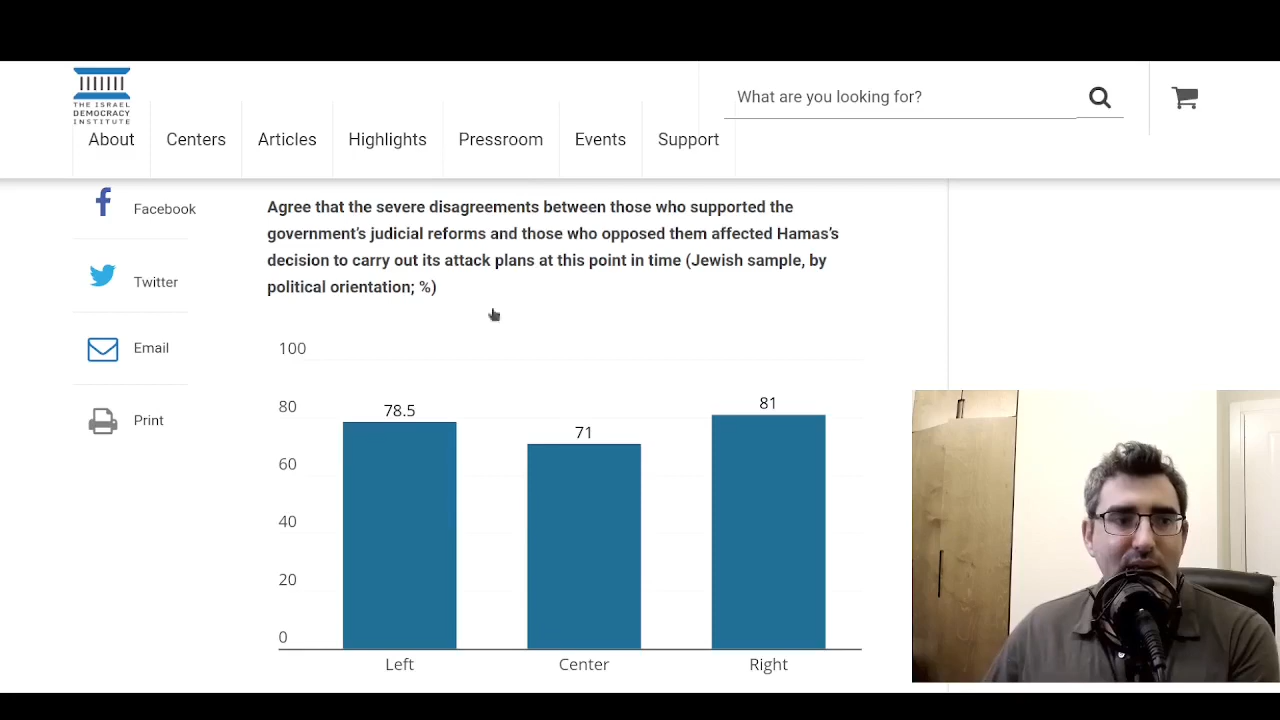 THE ISRAEL
DEMOCRACY
INSTITUTE
What are you looking for?
About
Centers
Articles
Highlights
Pressroom
Events
Support
Facebook
Twitter
Email
Print
Agree that the severe disagreements between those who supported the
government’s judicial reforms and those who opposed them affected Hamas’s
decision to carry out its attack plans at this point in time (Jewish sample, by
political orientation; %)
100
80
60
40
20
0
78.5
71
81
Left
Center
Right